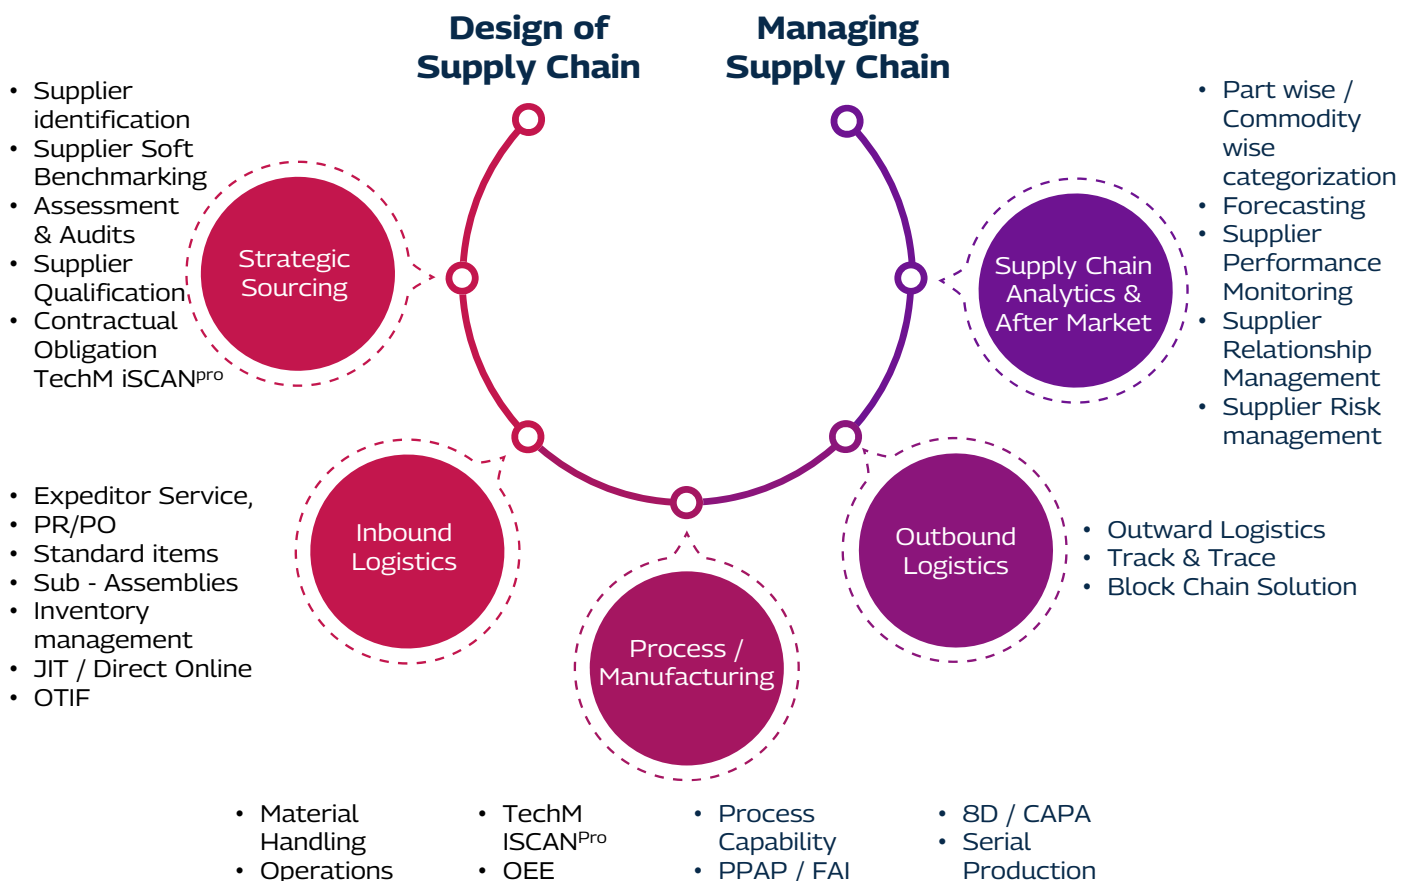 Design of
Supply Chain
Managing
Supply Chain
• Supplier
identification
• Supplier Soft
Benchmarking
• Assessment
& Audits
• Supplier
Qualification
• Contractual
Obligation
TechM iSCANpro
Strategic
Sourcing
Supply Chain
Analytics &
After Market
• Part wise /
Commodity
wise
categorization
• Forecasting
• Supplier
Performance
Monitoring
• Supplier
Relationship
Management
• Supplier Risk
management
• Expeditor Service,
• PR/PO
• Standard items
• Sub - Assemblies
• Inventory
management
• JIT / Direct Online
• OTIF
Inbound
Logistics
Process /
Manufacturing
Outbound
Logistics
• Outward Logistics
• Track & Trace
• Block Chain Solution
• Material
Handling
• Operations
• TechM
ISCANPro
• OEE
• Process
Capability
• PPAP / FAI
• 8D / CAPA
• Serial
Production